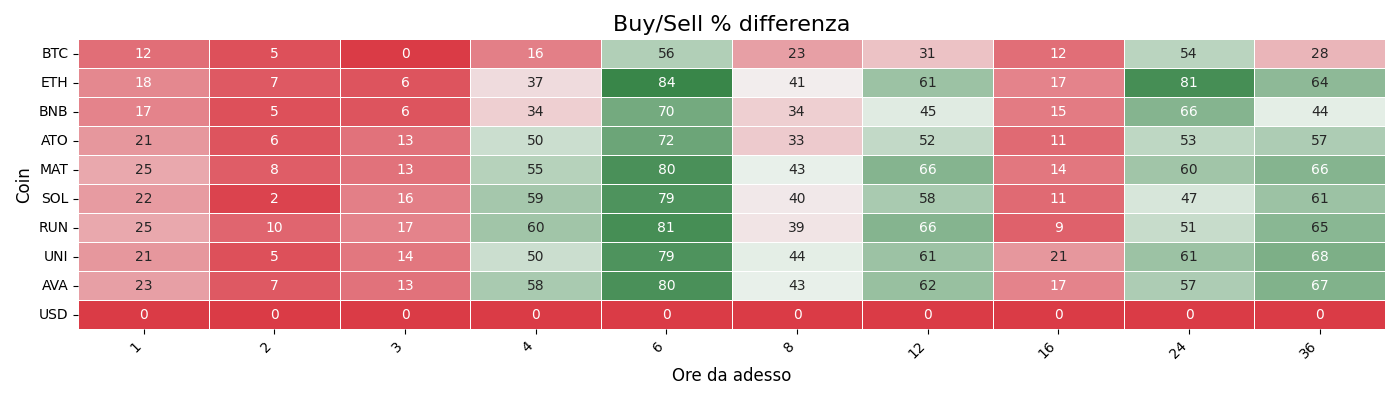 Buy/Sell % differenza
Coin
BTC 12 5 0 16 56 23 31 12 54 28
ETH 18 7 6 37 84 41 61 17 81 64
BNB 17 5 6 34 70 34 45 15 66 44
ATO 21 6 13 50 72 33 52 11 53 57
MAT 25 8 13 55 80 43 66 14 60 66
SOL 22 2 16 59 79 40 58 11 47 61
RUN 25 10 17 60 81 39 66 9 51 65
UNI 21 5 14 50 79 44 61 21 61 68
AVA 23 7 13 58 80 43 62 17 57 67
USD 0 0 0 0 0 0 0 0 0 0
1 2 3 4 6 8 12 16 24 36
Ore da adesso